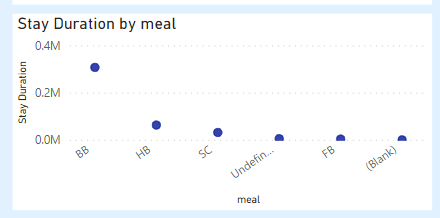 Stay Duration by meal
0.4M
0.2M
0.0M
Stay Duration
BB
HB
SC
Undefin...
FB
(Blank)
meal